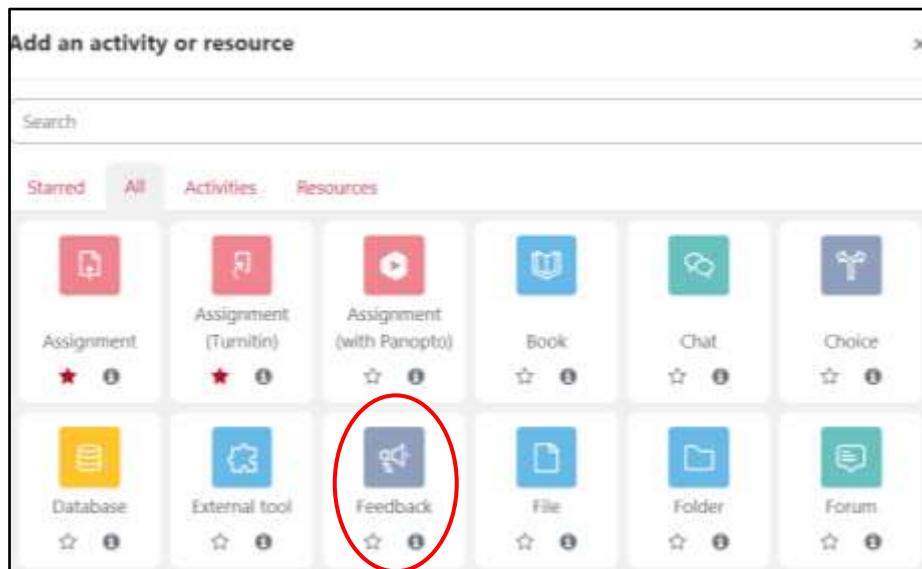 Add an activity or resource
Search
Starred All Activities Resources
Assignment
Assignment
(Turnitin)
Assignment
(with Panopto)
Book
Chat
Choice
Database
External tool
Feedback
File
Folder
Forum